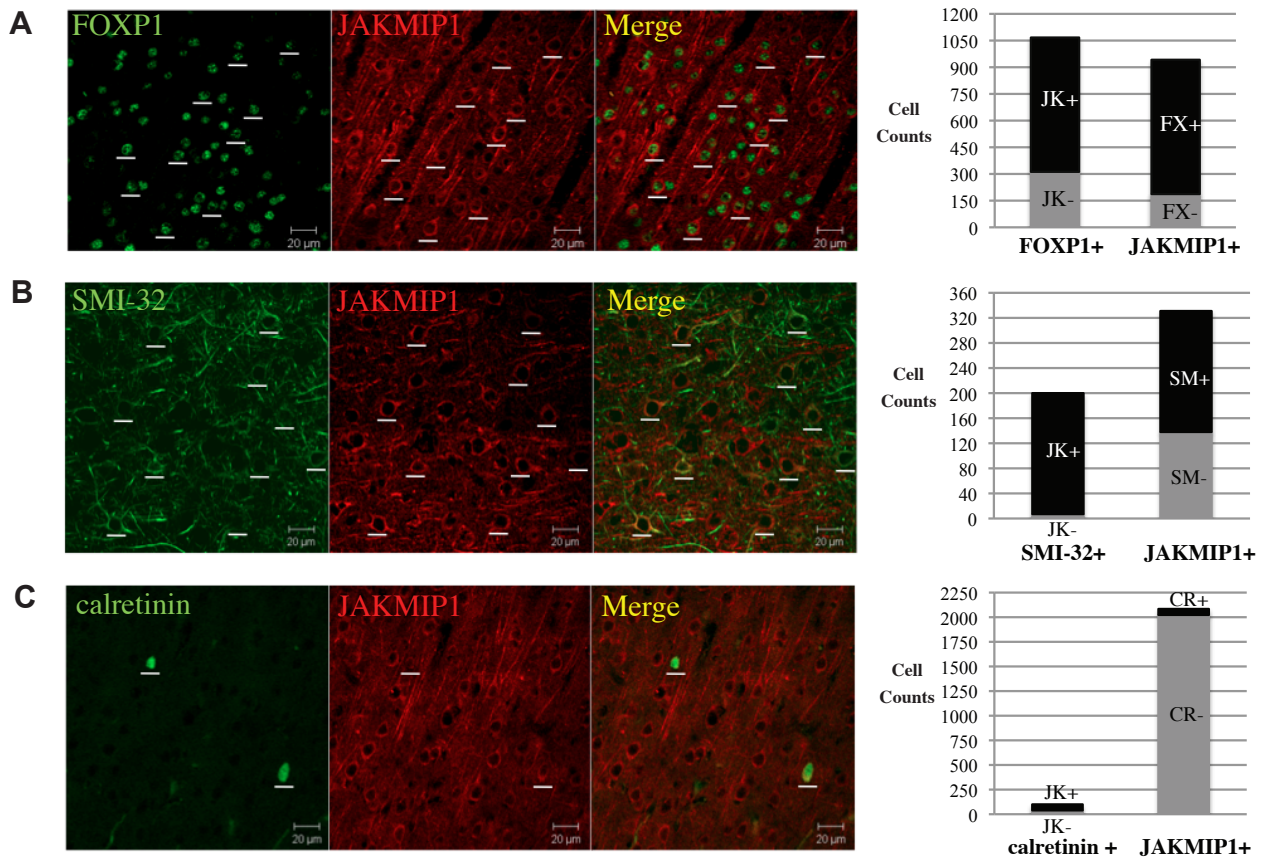 A
FOXP1
JAKMIP1
Merge
20 µm
20 µm
20 µm
Cell
Counts
1200
1050
900
750
600
450
300
150
0
JK+
JK-
FX+
FX-
FOXP1+
JAKMIP1+
B
SMI-32
JAKMIP1
Merge
20 µm
20 µm
20 µm
Cell
Counts
360
320
280
240
200
160
120
80
40
0
JK+
JK-
SM+
SM-
SMI-32+
JAKMIP1+
C
calretinin
JAKMIP1
Merge
20 µm
20 µm
20 µm
Cell
Counts
2250
2000
1750
1500
1250
1000
750
500
250
0
JK+
JK-
CR+
CR-
calretinin +
JAKMIP1+